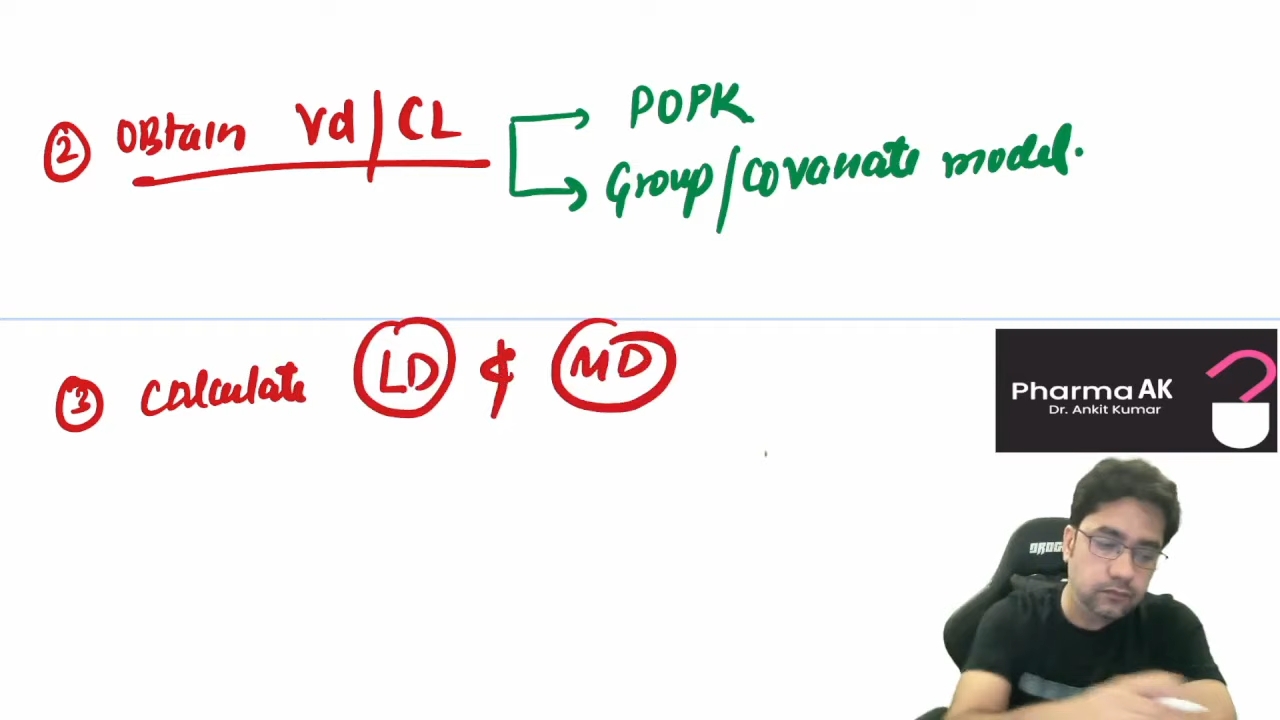 ② OBtain Vd/CL
POPK
Group/covariate model.
③ calculate LD & MD
Pharma AK
Dr. Ankit Kumar